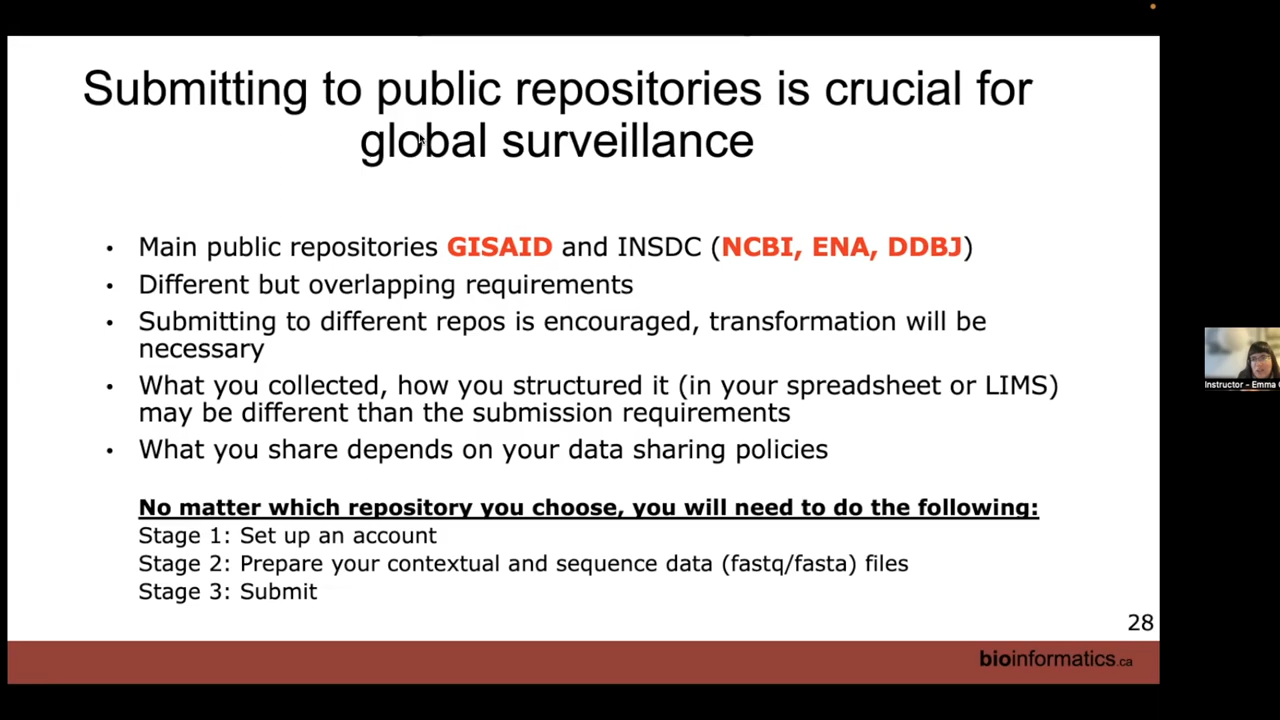 Submitting to public repositories is crucial for
global surveillance
• Main public repositories GISAID and INSDC (NCBI, ENA, DDBJ)
• Different but overlapping requirements
• Submitting to different repos is encouraged, transformation will be
necessary
• What you collected, how you structured it (in your spreadsheet or LIMS)
may be different than the submission requirements
• What you share depends on your data sharing policies
No matter which repository you choose, you will need to do the following:
Stage 1: Set up an account
Stage 2: Prepare your contextual and sequence data (fastq/fasta) files
Stage 3: Submit
28
bioinformatics.ca
Instructor - Emma